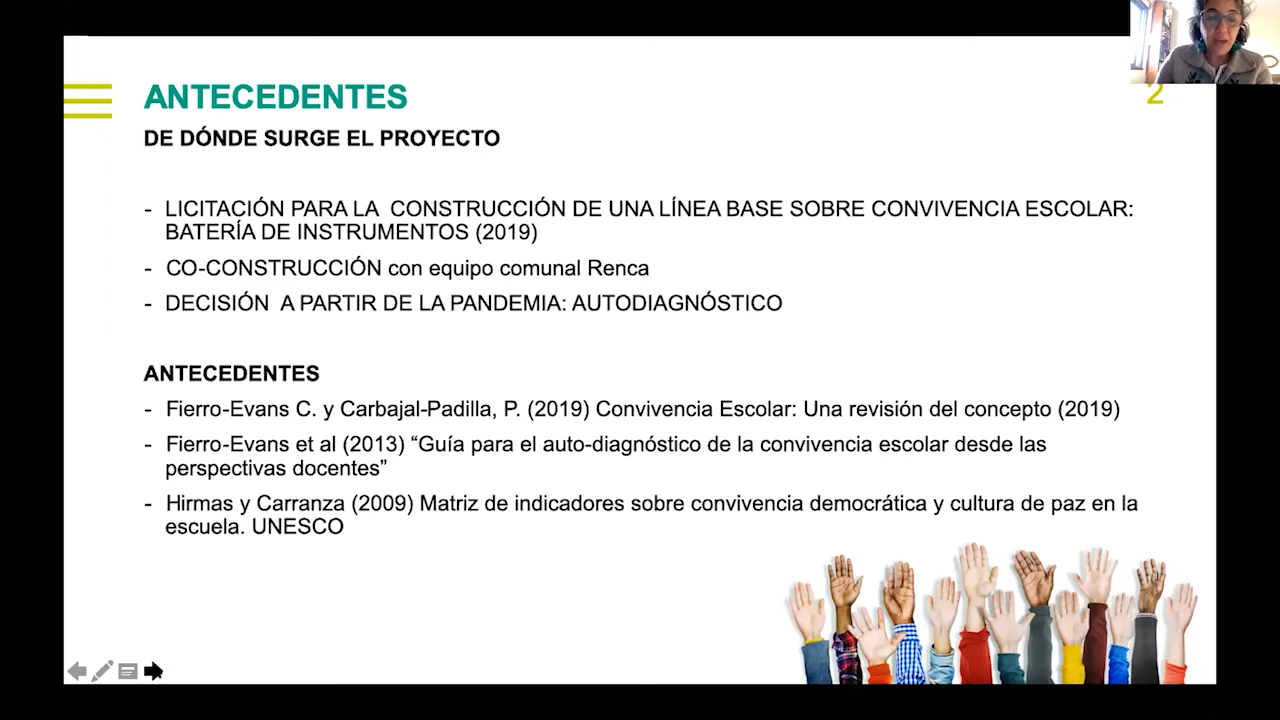 ANTECEDENTES
2
DE DÓNDE SURGE EL PROYECTO
- LICITACIÓN PARA LA CONSTRUCCIÓN DE UNA LÍNEA BASE SOBRE CONVIVENCIA ESCOLAR:
BATERÍA DE INSTRUMENTOS (2019)
- CO-CONSTRUCCIÓN con equipo comunal Renca
- DECISIÓN A PARTIR DE LA PANDEMIA: AUTODIAGNÓSTICO
ANTECEDENTES
- Fierro-Evans C. y Carbajal-Padilla, P. (2019) Convivencia Escolar: Una revisión del concepto (2019)
- Fierro-Evans et al (2013) “Guía para el auto-diagnóstico de la convivencia escolar desde las
perspectivas docentes”
- Hirmas y Carranza (2009) Matriz de indicadores sobre convivencia democrática y cultura de paz en la
escuela. UNESCO